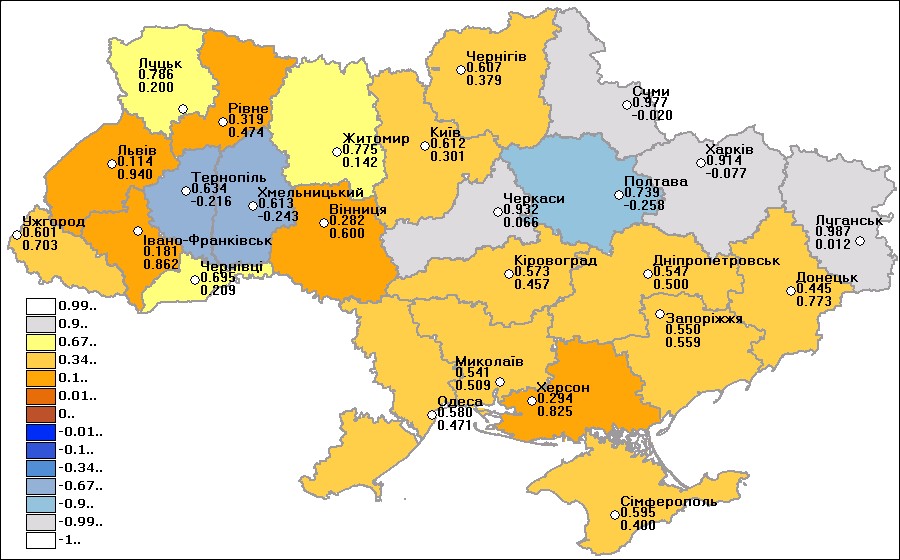 Луцьк
0.786
0.200
Рівне
0.319
0.474
Житомир
0.775
0.142
Київ
0.612
0.301
Чернігів
0.607
0.379
Суми
0.977
-0.020
Львів
0.114
0.940
Тернопіль
0.634
-0.216
Хмельницький
0.613
-0.243
Вінниця
0.282
0.600
Черкаси
0.932
0.066
Полтава
0.739
-0.258
Харків
0.914
-0.077
Луганськ
0.987
0.012
Ужгород
0.601
0.703
Івано-Франківськ
0.181
0.862
Чернівці
0.695
0.209
Кіровоград
0.573
0.457
Дніпропетровськ
0.547
0.500
Донецьк
0.445
0.773
Запоріжжя
0.550
0.559
Миколаїв
0.541
0.509
Херсон
0.294
0.825
Одеса
0.580
0.471
Сімферополь
0.595
0.400
0.99..
0.9..
0.67..
0.34..
0.1..
0.01..
0..
-0.01..
-0.1..
-0.34..
-0.67..
-0.9..
-0.99..
-1..